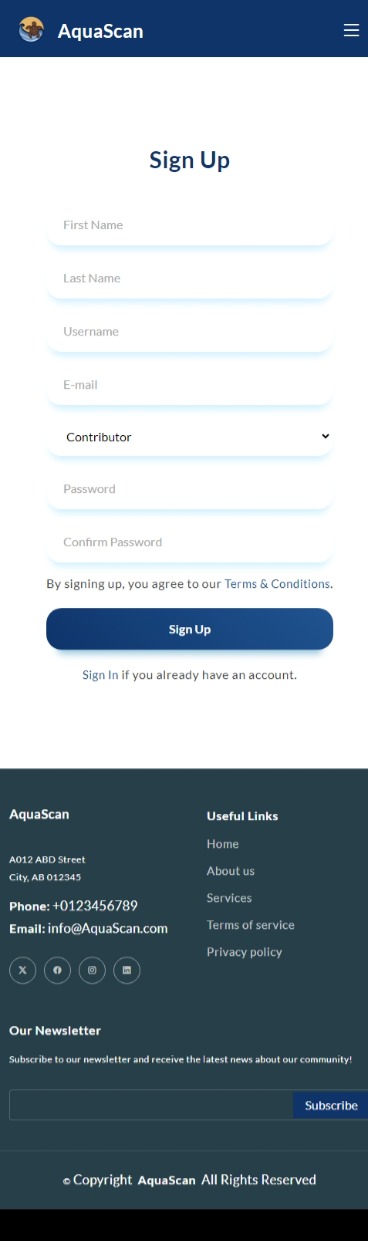 AquaScan
Sign Up
First Name
Last Name
Username
E-mail
Contributor
Password
Confirm Password
By signing up, you agree to our Terms & Conditions.
Sign Up
Sign In if you already have an account.
AquaScan
A012 ABD Street
City, AB 012345
Phone: +0123456789
Email: info@AquaScan.com
Useful Links
Home
About us
Services
Terms of service
Privacy policy
Our Newsletter
Subscribe to our newsletter and receive the latest news about our community!
Subscribe
© Copyright AquaScan All Rights Reserved